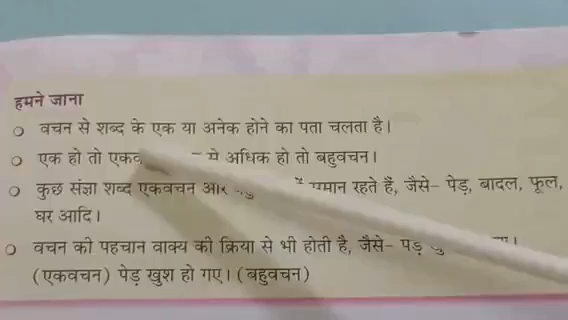 हमने जाना
वचन से शब्द के एक या अनेक होने का पता चलता है।
एक हो तो से अधिक हो तो बहुवचन।
कुछ संज्ञा शब्द एकवचन और समान रहते हैं, जैसे- पेड़, बादल, फूल,
घर आदि।
वचन की पहचान वाक्य की क्रिया से भी होती है, जैसे- पेड़
(एकवचन) पेड़ खुश हो गए। (बहुवचन)